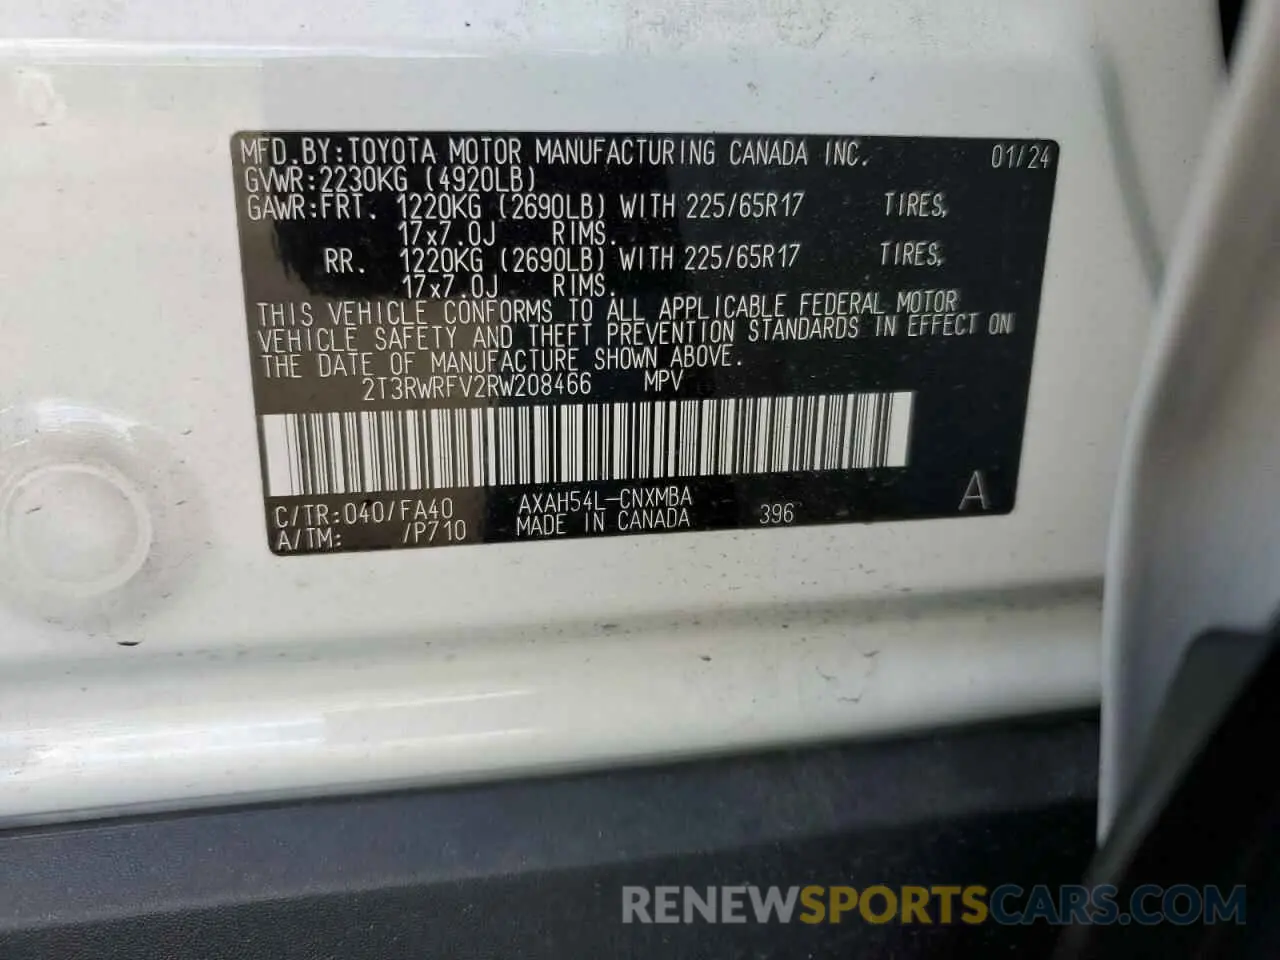 MFD.BY:TOYOTA MOTOR MANUFACTURING CANADA INC. 01/24
GVWR:2230KG (4920LB)
GAWR:FRT. 1220KG (2690LB) WITH 225/65R17 TIRES,
17x7.0J RIMS.
RR. 1220KG (2690LB) WITH 225/65R17 TIRES,
17x7.0J RIMS.
THIS VEHICLE CONFORMS TO ALL APPLICABLE FEDERAL MOTOR
VEHICLE SAFETY AND THEFT PREVENTION STANDARDS IN EFFECT ON
THE DATE OF MANUFACTURE SHOWN ABOVE.
2T3RWRFV2RW208466 MPV
C/TR:040/FA40 AXAH54L-CNXMBA
A/TM: /P710 MADE IN CANADA 396 A
RENEWSPORTSCARS.COM